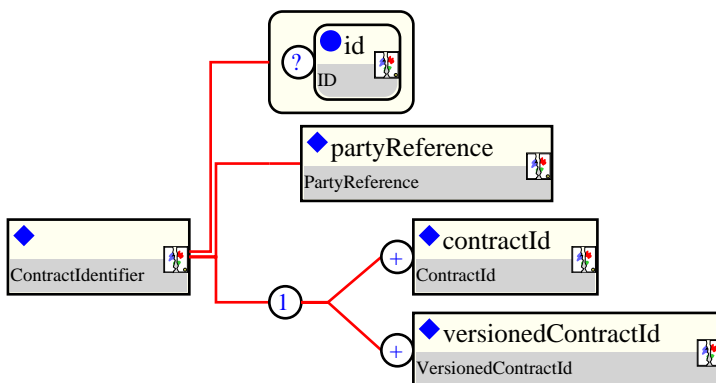 id
?
ID
partyReference
PartyReference
ContractIdentifier
contractId
+
ContractId
1
versionedContractId
+
VersionedContractId